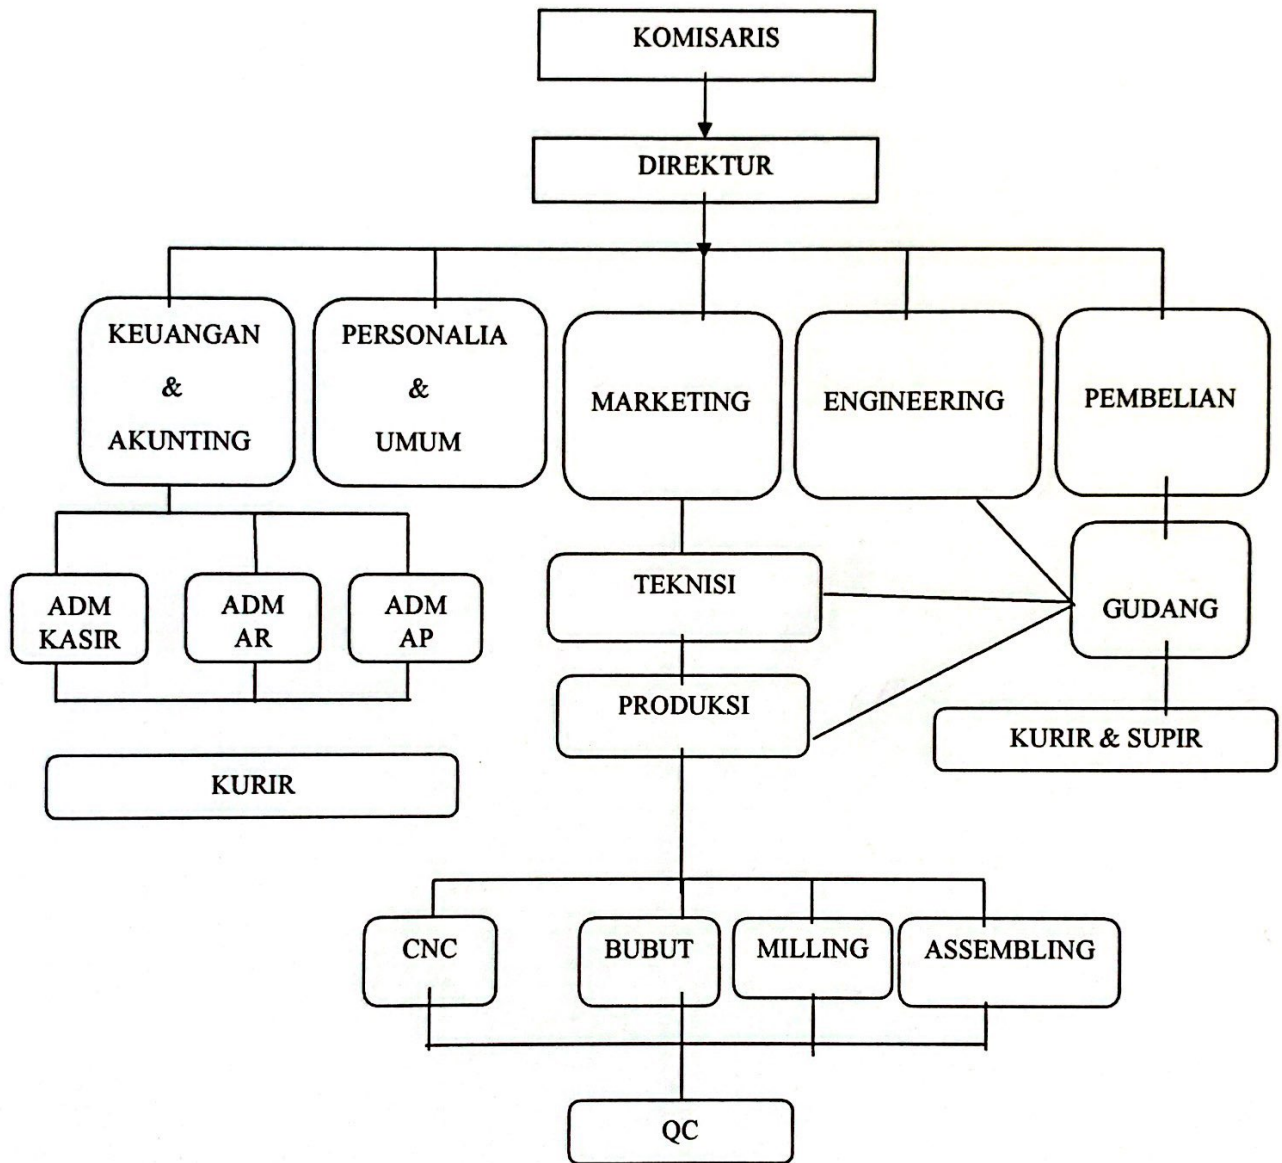 KOMISARIS
DIREKTUR
KEUANGAN
&
AKUNTING
PERSONALIA
&
UMUM
MARKETING
ENGINEERING
PEMBELIAN
ADM
KASIR
ADM
AR
ADM
AP
TEKNISI
GUDANG
PRODUKSI
KURIR & SUPIR
KURIR
CNC
BUBUT
MILLING
ASSEMBLING
QC